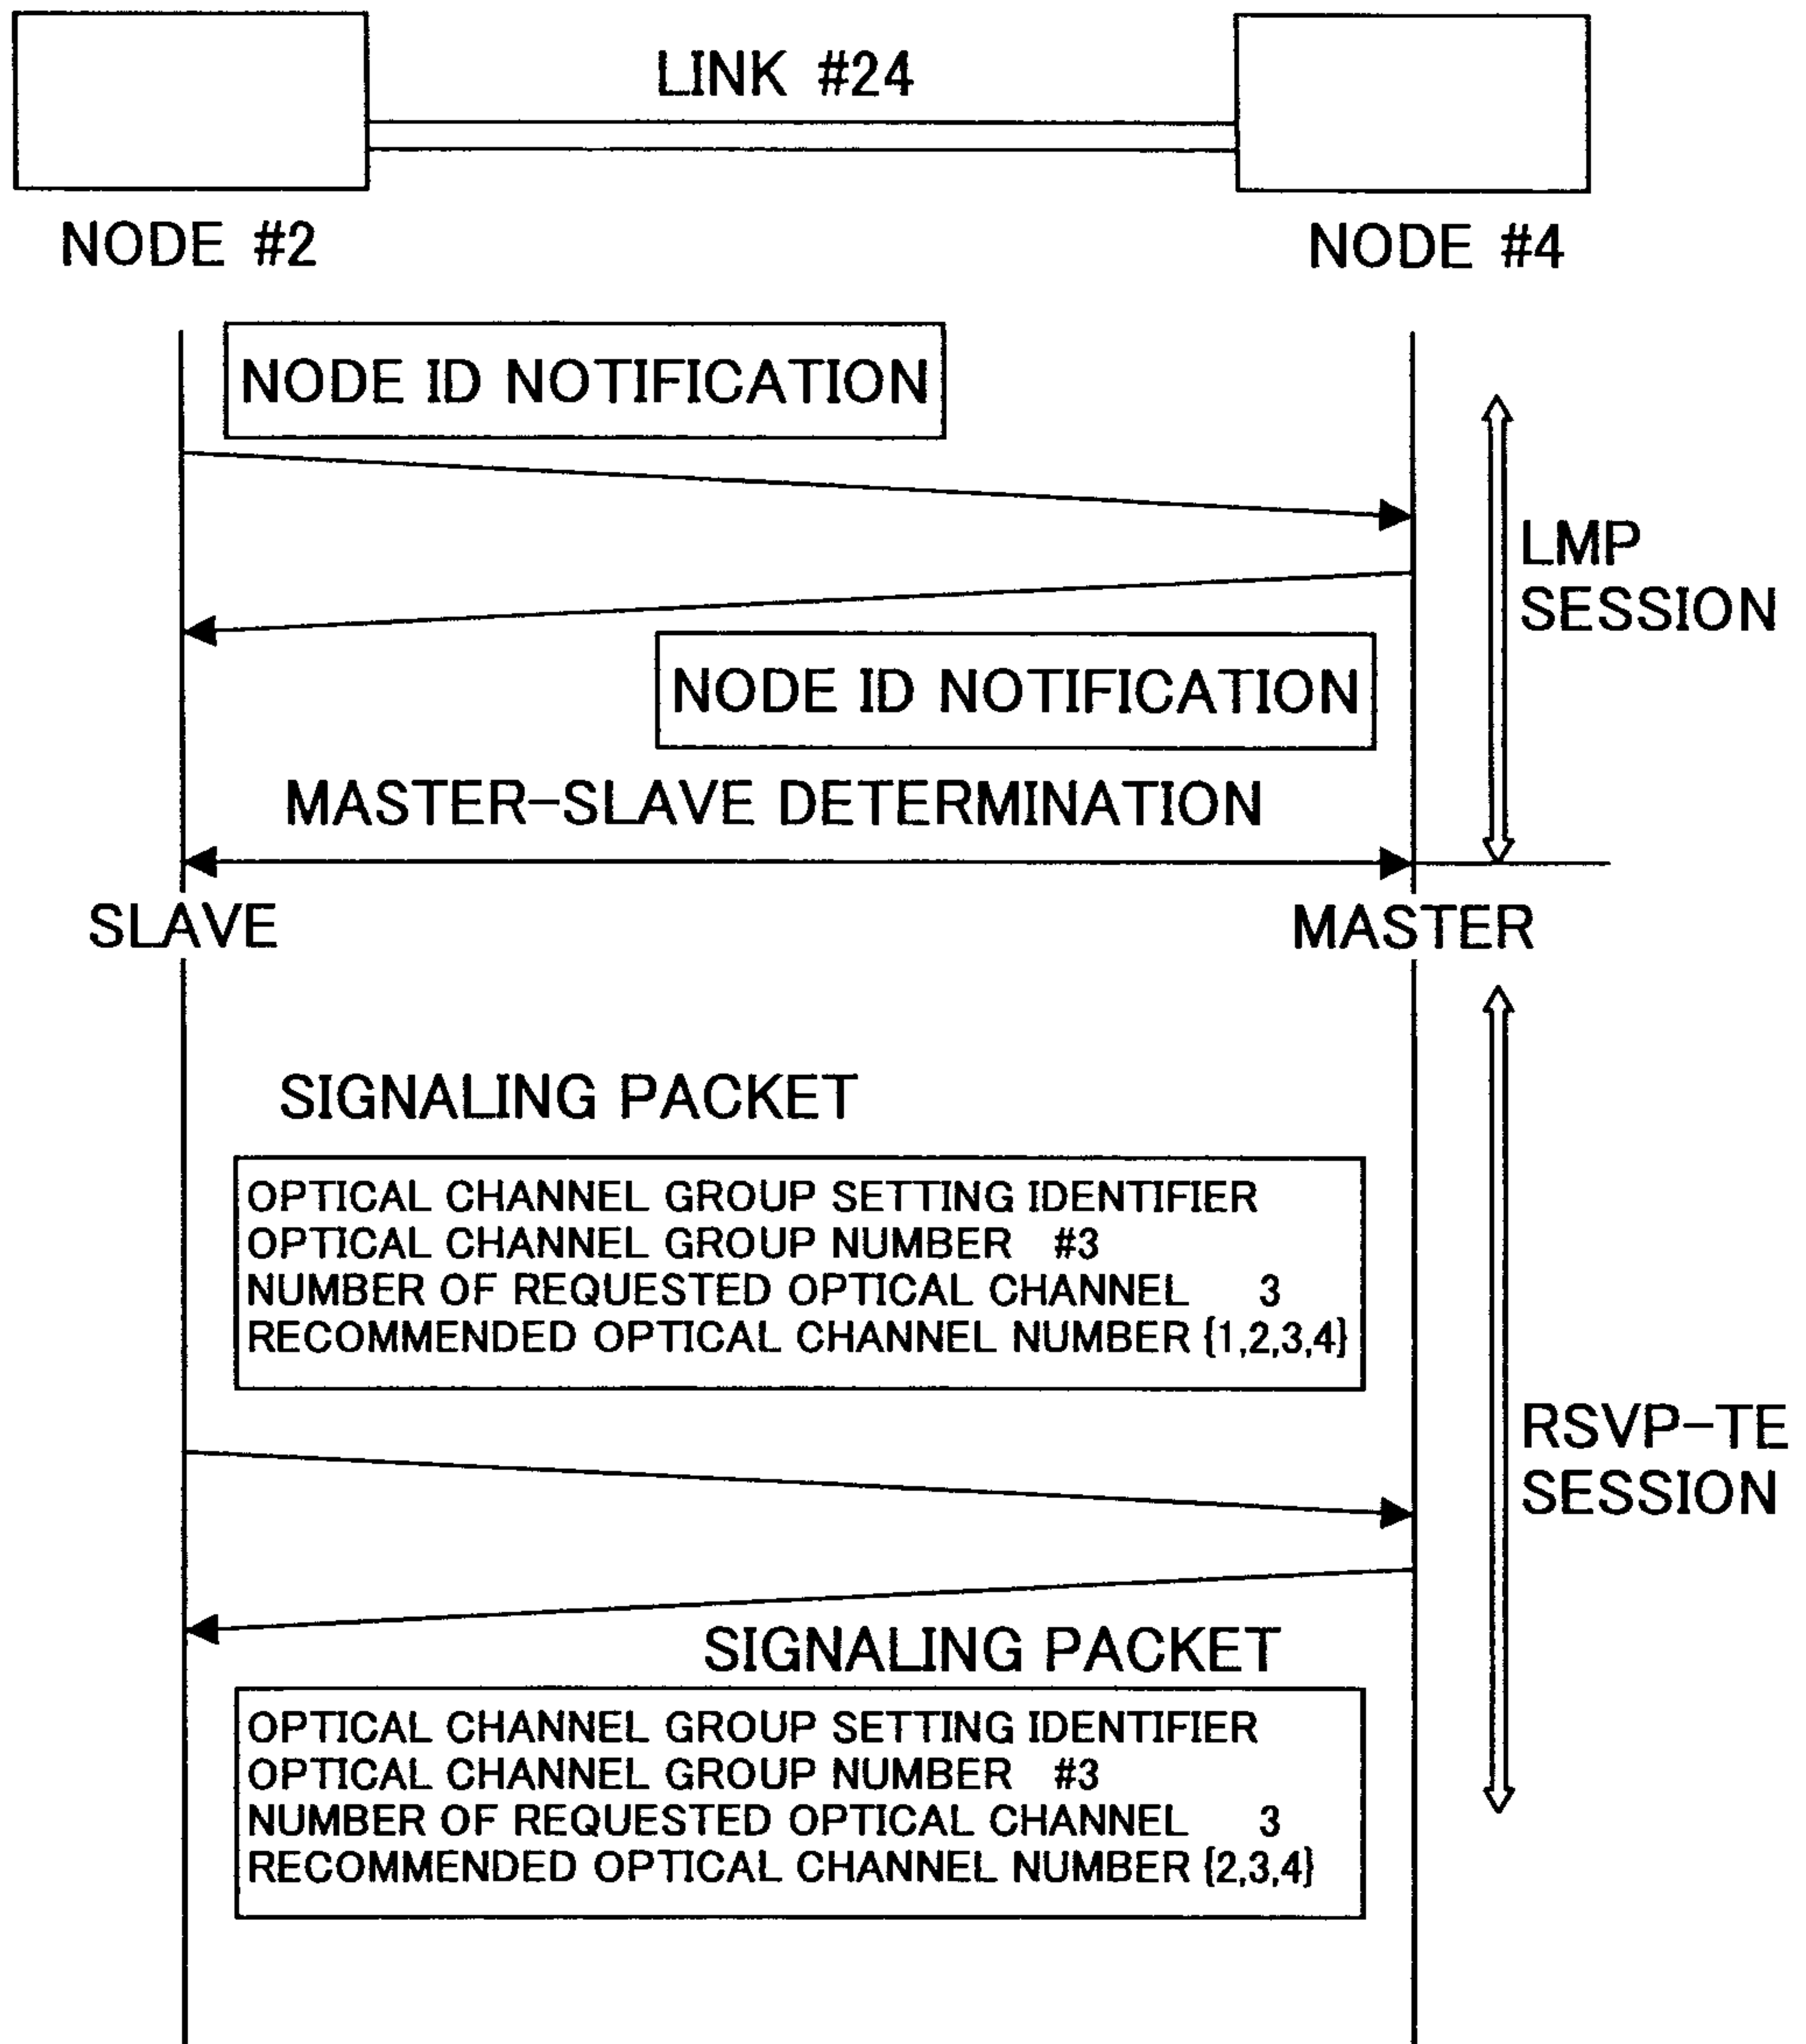 LINK #24
NODE #2
NODE #4
NODE ID NOTIFICATION
LMP
SESSION
NODE ID NOTIFICATION
MASTER-SLAVE DETERMINATION
SLAVE
MASTER
SIGNALING PACKET
OPTICAL CHANNEL GROUP SETTING IDENTIFIER
OPTICAL CHANNEL GROUP NUMBER #3
NUMBER OF REQUESTED OPTICAL CHANNEL 3
RECOMMENDED OPTICAL CHANNEL NUMBER {1,2,3,4}
RSVP-TE
SESSION
SIGNALING PACKET
OPTICAL CHANNEL GROUP SETTING IDENTIFIER
OPTICAL CHANNEL GROUP NUMBER #3
NUMBER OF REQUESTED OPTICAL CHANNEL 3
RECOMMENDED OPTICAL CHANNEL NUMBER {2,3,4}